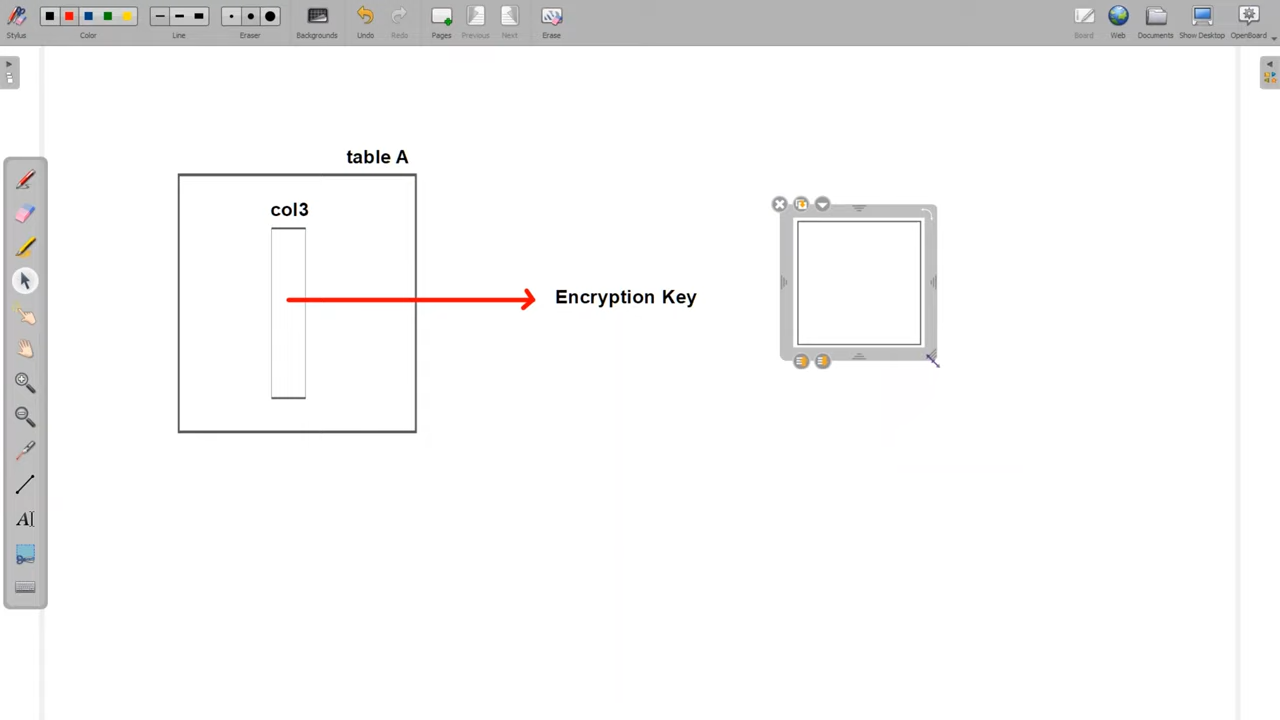 Stylus
Color
Line
Eraser
Backgrounds
Undo
Redo
Pages
Previous
Next
Erase
Board
Web
Documents
Show Desktop
OpenBoard
table A
col3
Encryption Key